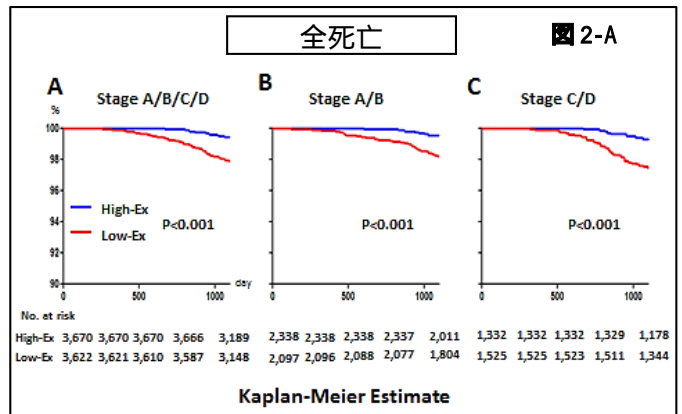 全死亡
図 2-A
A
Stage A/B/C/D
B
Stage A/B
C
Stage C/D
%
100
98
96
94
92
90
High-Ex
Low-Ex
P<0.001
P<0.001
P<0.001
0 500 1000 day
0 500 1000
0 500 1000
No. at risk
High-Ex 3,670 3,670 3,670 3,666 3,189 2,338 2,338 2,338 2,337 2,011 1,332 1,332 1,332 1,329 1,178
Low-Ex 3,622 3,621 3,610 3,587 3,148 2,097 2,096 2,088 2,077 1,804 1,525 1,525 1,523 1,511 1,344
Kaplan-Meier Estimate